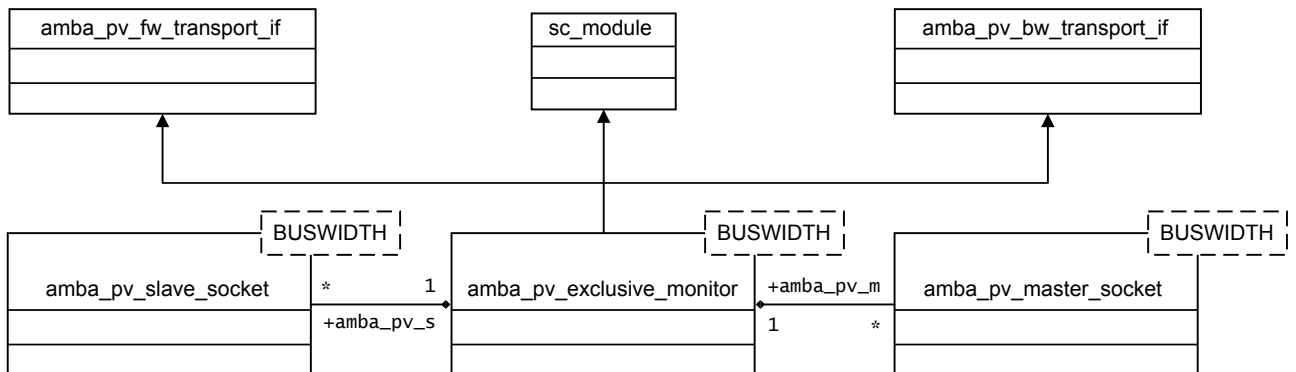 amba_pv_fw_transport_if
sc_module
amba_pv_bw_transport_if
BUSWIDTH
BUSWIDTH
BUSWIDTH
amba_pv_slave_socket
*
1
amba_pv_exclusive_monitor
+amba_pv_m
amba_pv_master_socket
+amba_pv_s
1
*